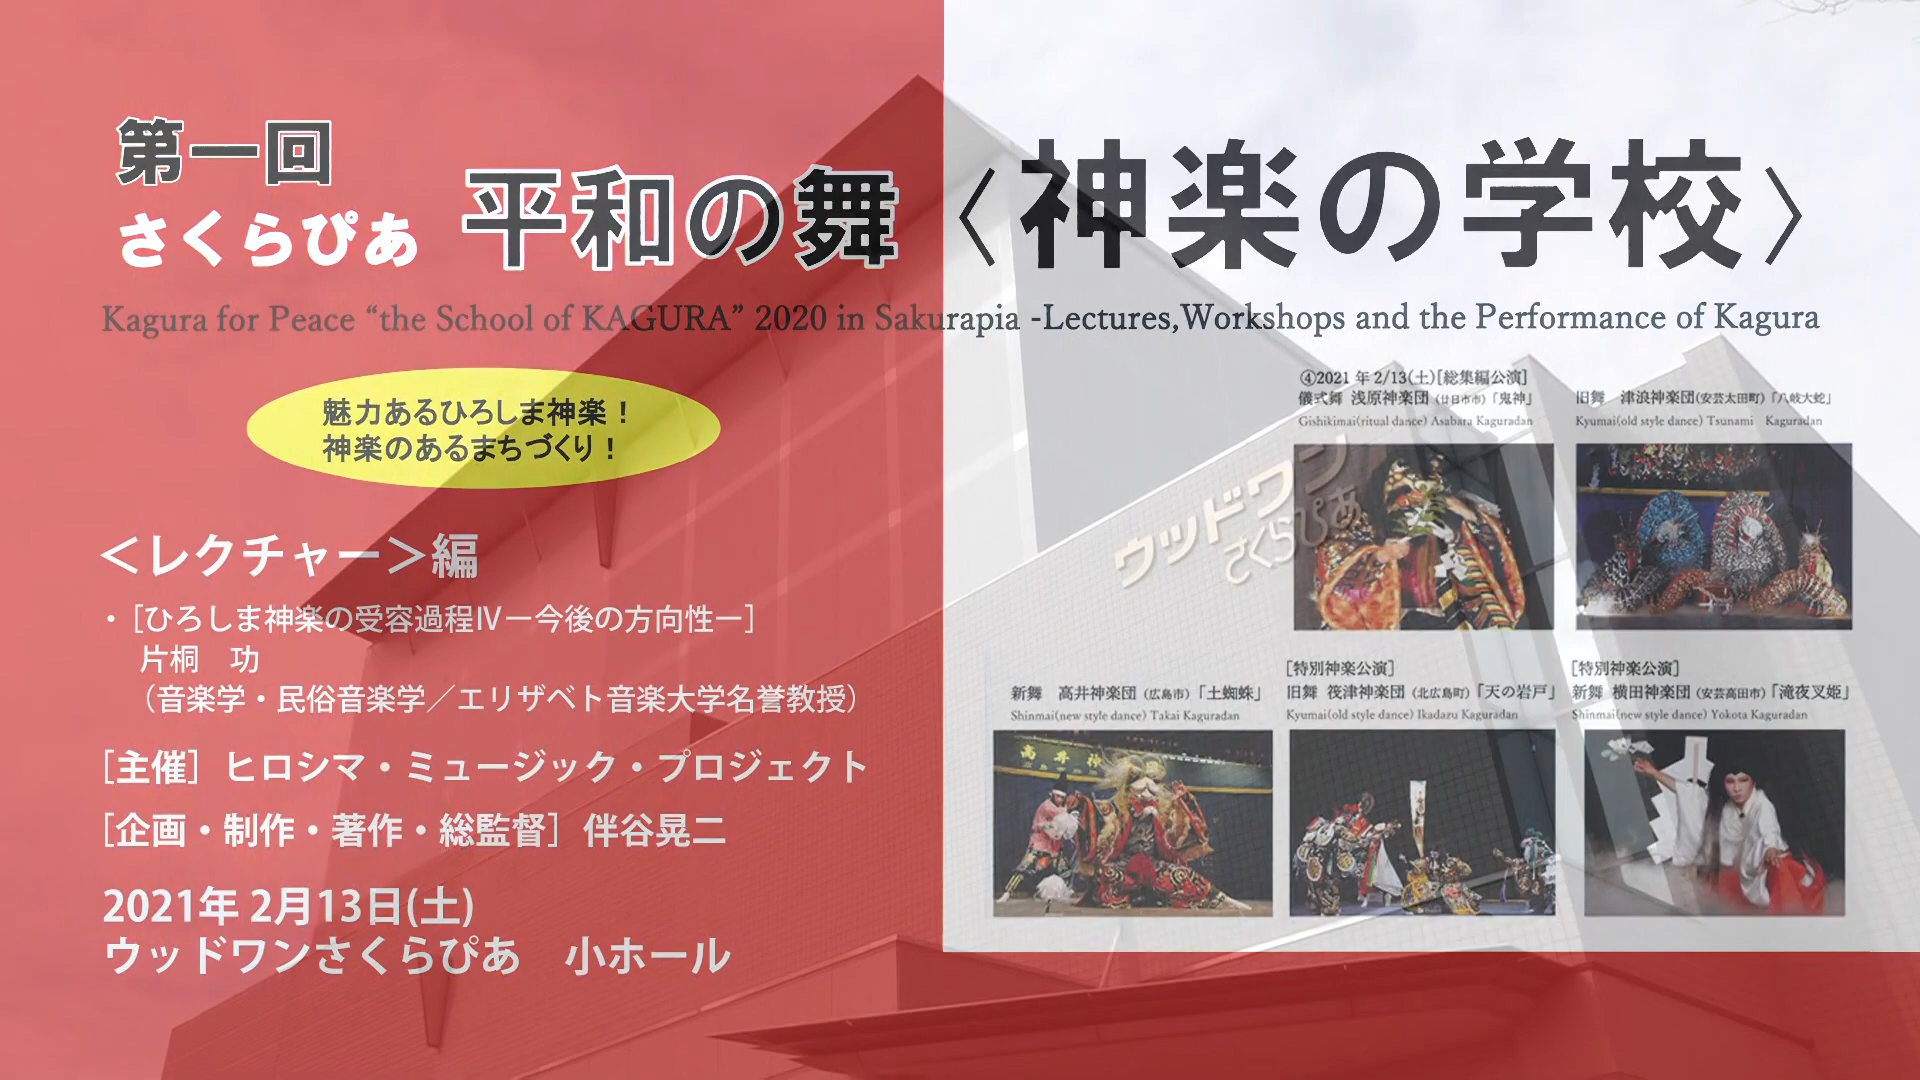 第一回
さくらぴあ 平和の舞〈神楽の学校〉
Kagura for Peace “the School of KAGURA” 2020 in Sakurapia -Lectures,Workshops and the Performance of Kagura
魅力あるひろしま神楽！
神楽のあるまちづくり！
＜レクチャー＞編
・［ひろしま神楽の受容過程Ⅳー今後の方向性ー］
片桐　功
（音楽学・民俗音楽学／エリザベト音楽大学名誉教授）
［主催］ヒロシマ・ミュージック・プロジェクト
［企画・制作・著作・総監督］伴谷晃二
2021年 2月13日(土)
ウッドワンさくらぴあ　小ホール
④2021 年 2/13(土)[総集編公演]
儀式舞 浅原神楽団（廿日市市）「鬼神」
Gishikimai(ritual dance) Asabara Kaguradan
旧舞　津浪神楽団(安芸太田町)「八岐大蛇」
Kyumai(old style dance) Tsunami　Kaguradan
ウッドワン
さくらぴあ
新舞　高井神楽団（広島市）「土蜘蛛」
Shinmai(new style dance) Takai Kaguradan
［特別神楽公演］
旧舞 筏津神楽団（北広島町）「天の岩戸」
Kyumai(old style dance) Ikadazu Kaguradan
［特別神楽公演］
新舞 横田神楽団（安芸高田市）「滝夜叉姫」
Shinmai(new style dance) Yokota Kaguradan
高井神